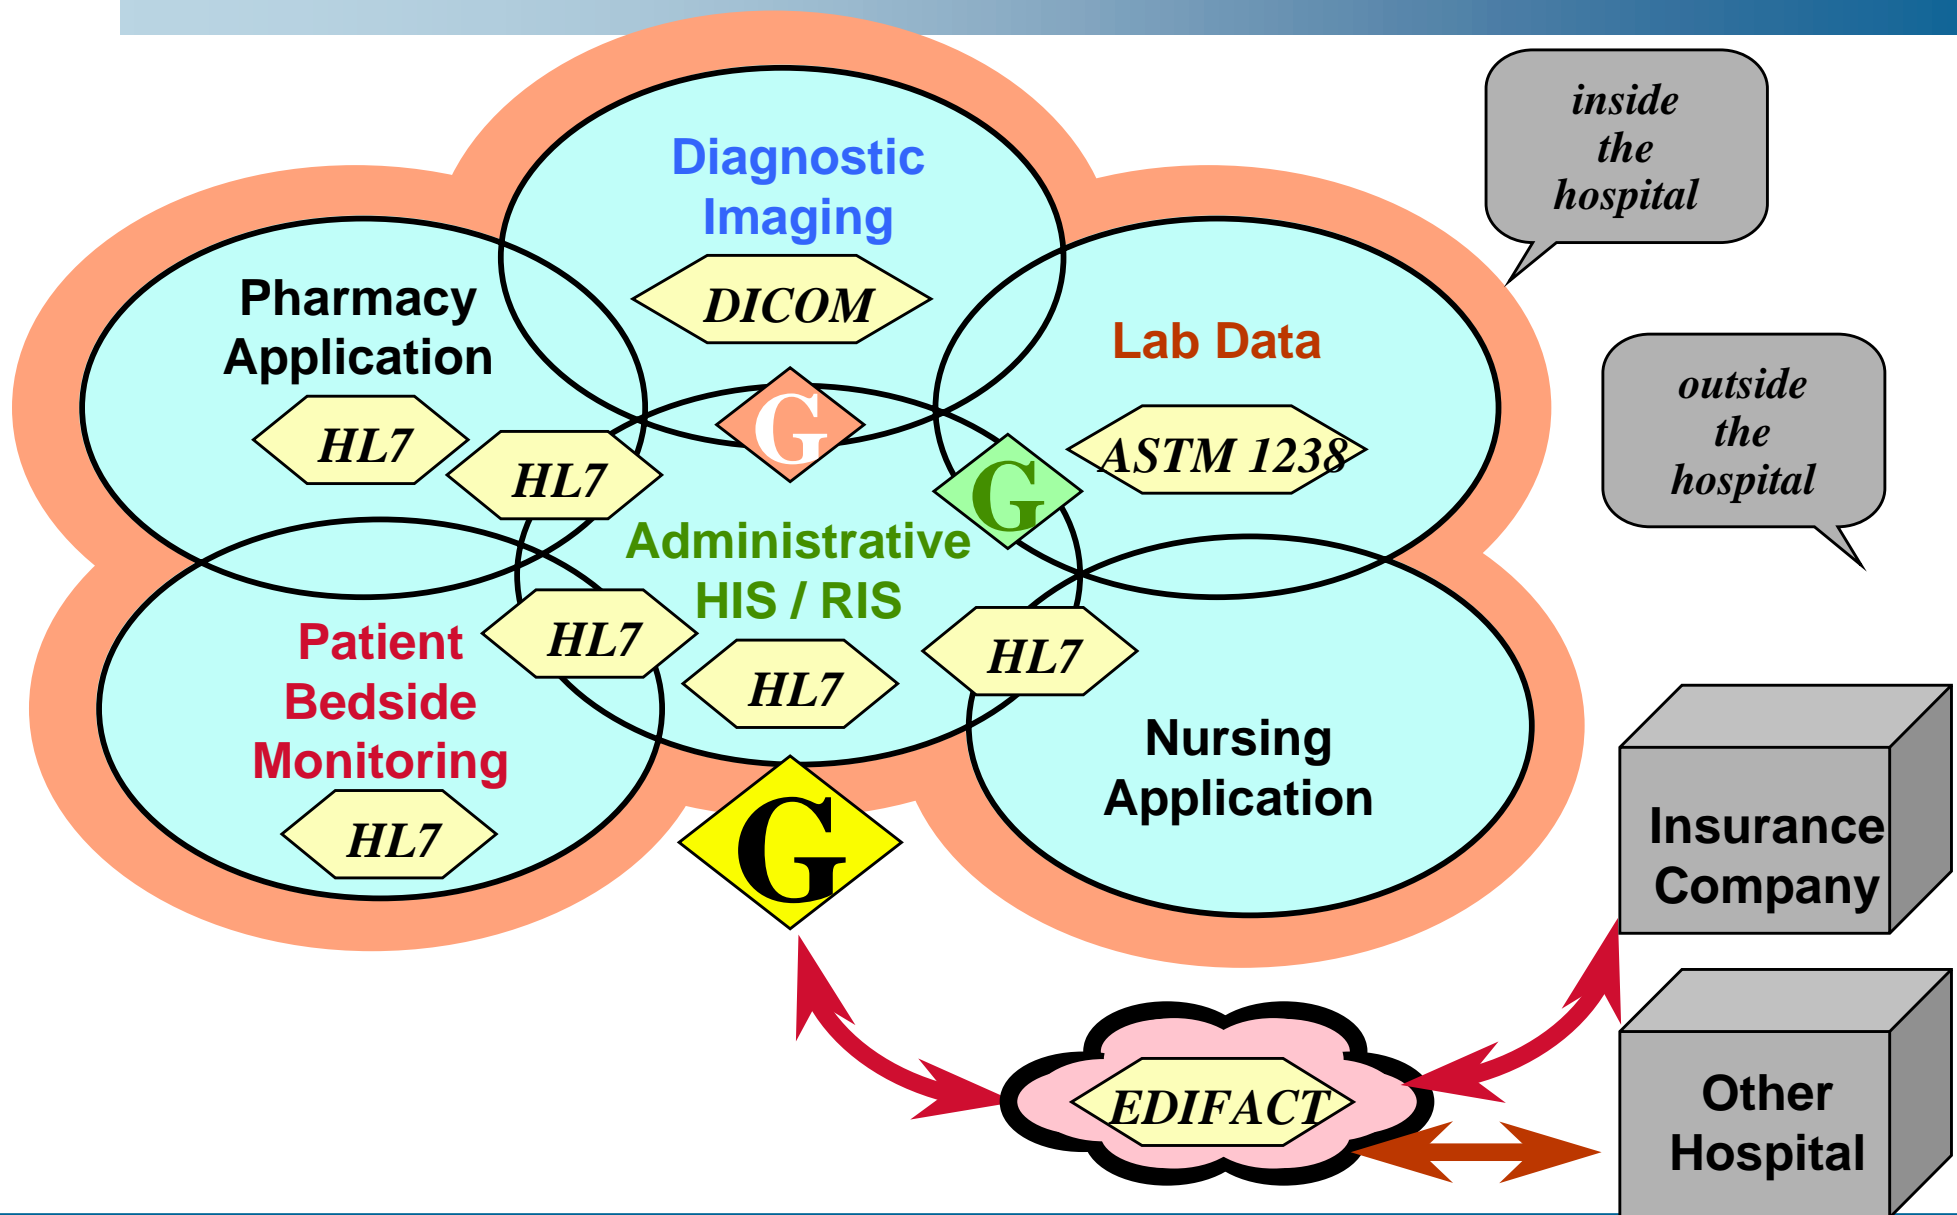 inside
the
hospital
Diagnostic
Imaging
DICOM
Pharmacy
Application
HL7
HL7
Lab Data
ASTM 1238
G
G
outside
the
hospital
Administrative
HIS / RIS
HL7
HL7
HL7
Patient
Bedside
Monitoring
HL7
Nursing
Application
G
Insurance
Company
EDIFACT
Other
Hospital